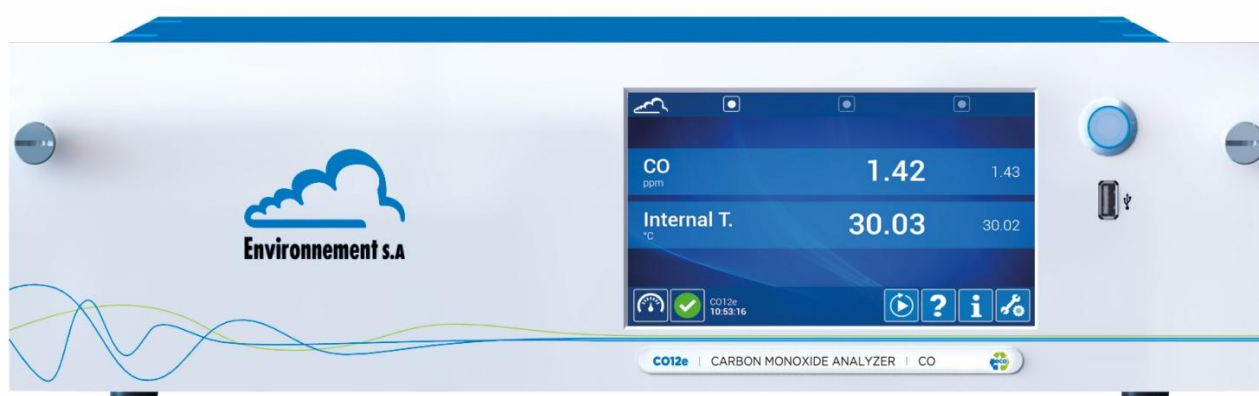 Environnement S.A
CO
ppm
1.42
1.43
Internal T.
°C
30.03
30.02
CO12e
10:53:16
?
i
CO12e | CARBON MONOXIDE ANALYZER | CO
eco